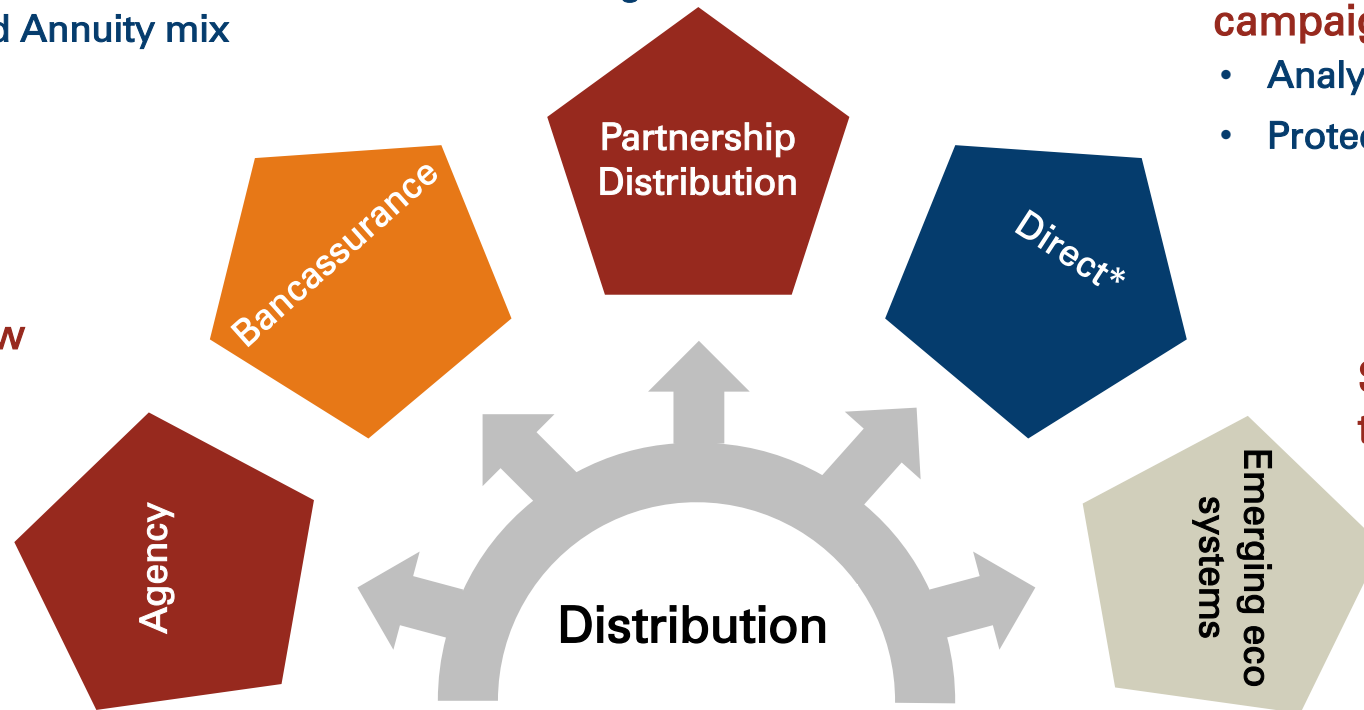 d Annuity mix
campaig
Analy
Protec
Partnership
Distribution
Bancassurance
Direct*
w
Agency
Emerging eco
systems
Distribution